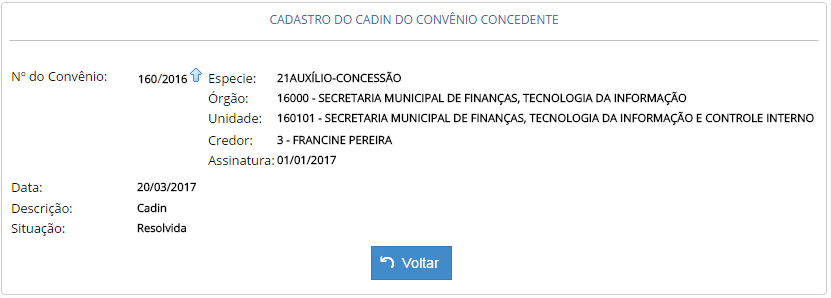 CADASTRO DO CADIN DO CONVÊNIO CONCEDENTE
Nº do Convênio: 160/2016 Especie: 21AUXÍLIO-CONCESSÃO
Órgão: 16000 - SECRETARIA MUNICIPAL DE FINANÇAS, TECNOLOGIA DA INFORMAÇÃO
Unidade: 160101 - SECRETARIA MUNICIPAL DE FINANÇAS, TECNOLOGIA DA INFORMAÇÃO E CONTROLE INTERNO
Credor: 3 - FRANCINE PEREIRA
Assinatura: 01/01/2017
Data: 20/03/2017
Descrição: Cadin
Situação: Resolvida
Voltar